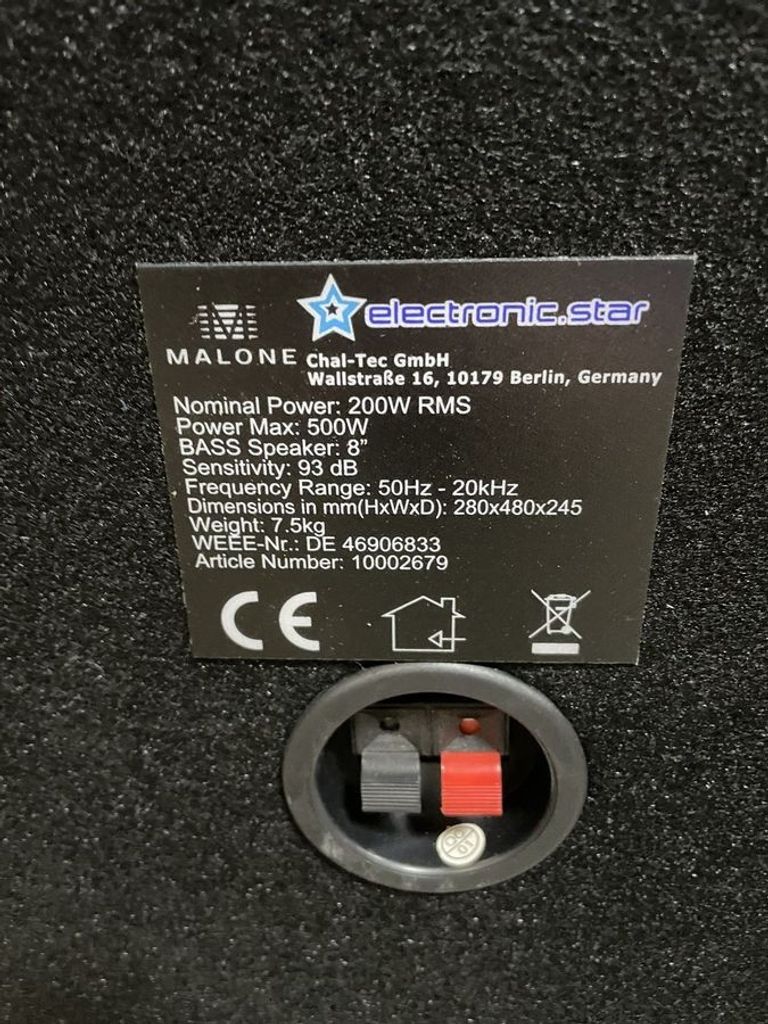 electronic.star
MALONE
Chal-Tec GmbH
Wallstraße 16, 10179 Berlin, Germany
Nominal Power: 200W RMS
Power Max: 500W
BASS Speaker: 8”
Sensitivity: 93 dB
Frequency Range: 50Hz - 20kHz
Dimensions in mm(HxWxD): 280x480x245
Weight: 7.5kg
WEEE-Nr.: DE 46906833
Article Number: 10002679
CE